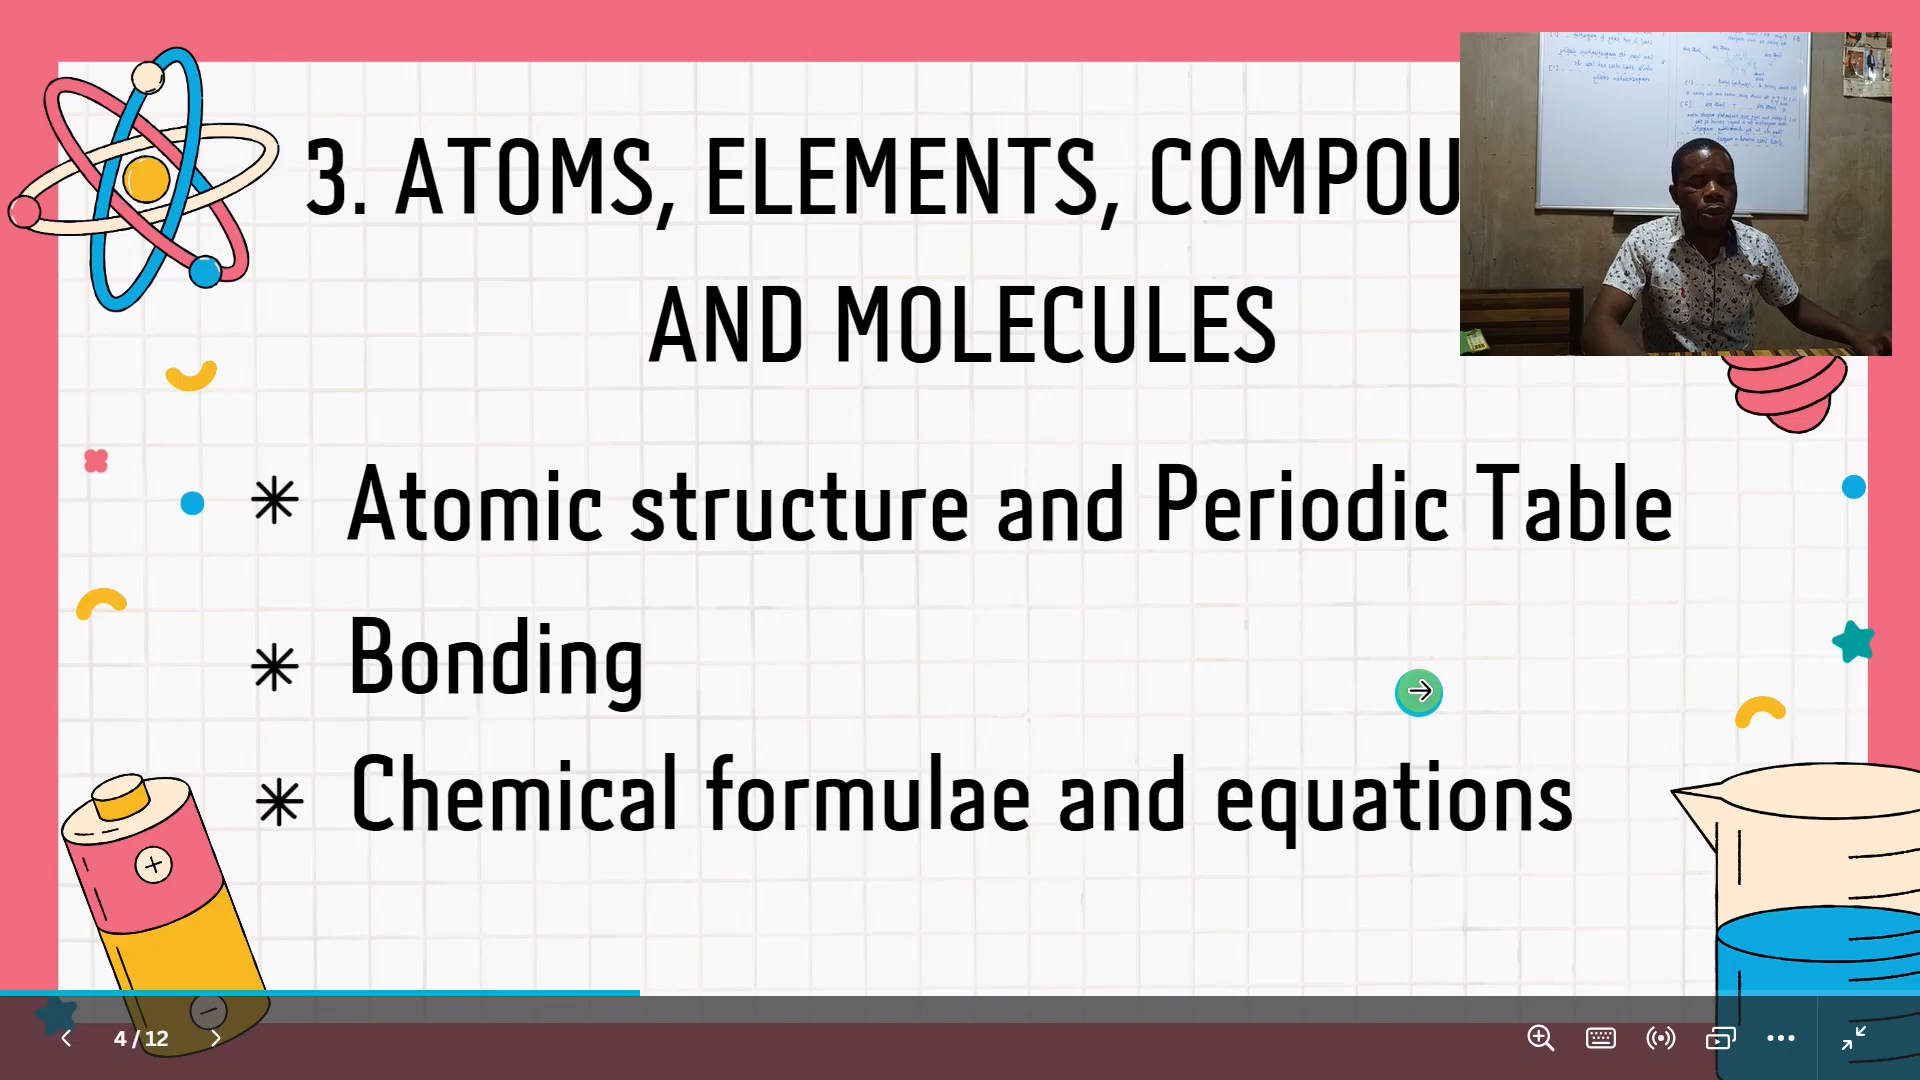 3. ATOMS, ELEMENTS, COMPOU
AND MOLECULES
Atomic structure and Periodic Table
Bonding
Chemical formulae and equations
4 / 12